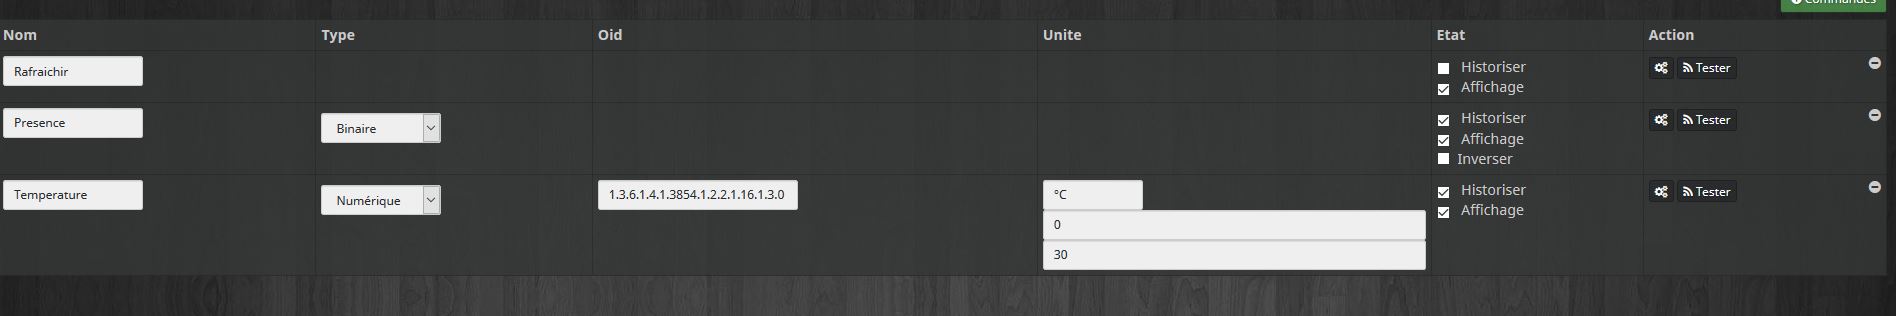 Commandes
Nom Type Oid Unite Etat Action
Rafraichir Historiser Tester
Affichage
Presence Binaire Historiser Tester
Affichage
Inverser
Temperature Numérique 1.3.6.1.4.1.3854.1.2.2.1.16.1.3.0 °C Historiser Tester
Affichage
0
30